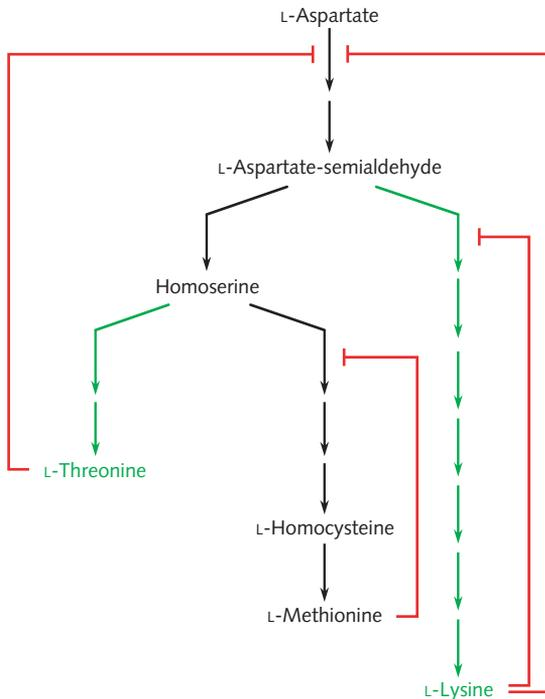 L-Aspartate
L-Aspartate-semialdehyde
Homoserine
L-Threonine
L-Homocysteine
L-Methionine
L-Lysine